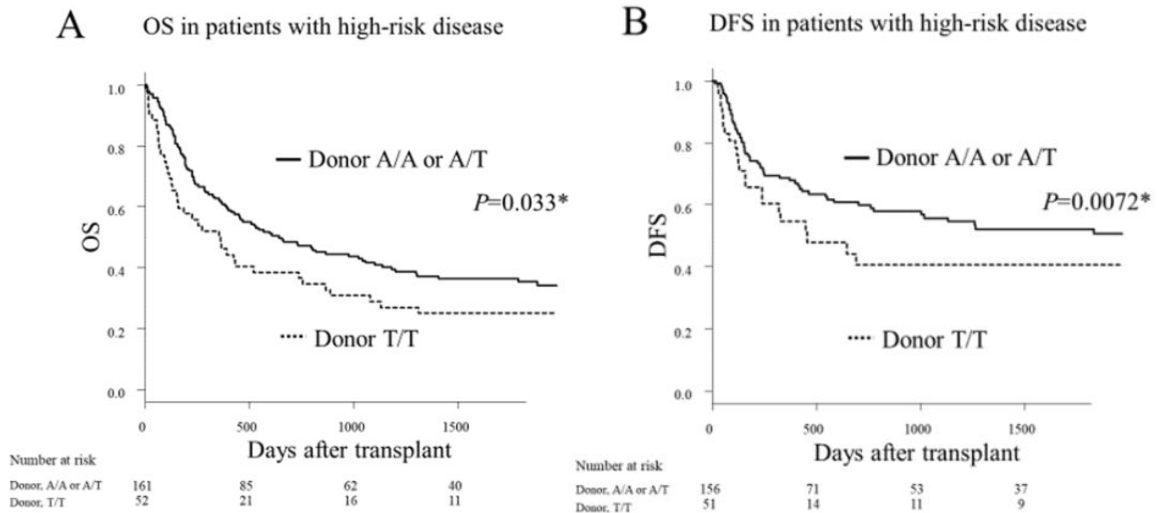 A
OS in patients with high-risk disease
OS
1.0
0.8
0.6
0.4
0.2
0.0
Donor A/A or A/T
P=0.033*
Donor T/T
0 500 1000 1500
Days after transplant
Number at risk
Donor, A/A or A/T 161 85 62 40
Donor, T/T 52 21 16 11
B
DFS in patients with high-risk disease
DFS
1.0
0.8
0.6
0.4
0.2
0.0
Donor A/A or A/T
P=0.0072*
Donor T/T
0 500 1000 1500
Days after transplant
Number at risk
Donor, A/A or A/T 156 71 53 37
Donor, T/T 51 14 11 9